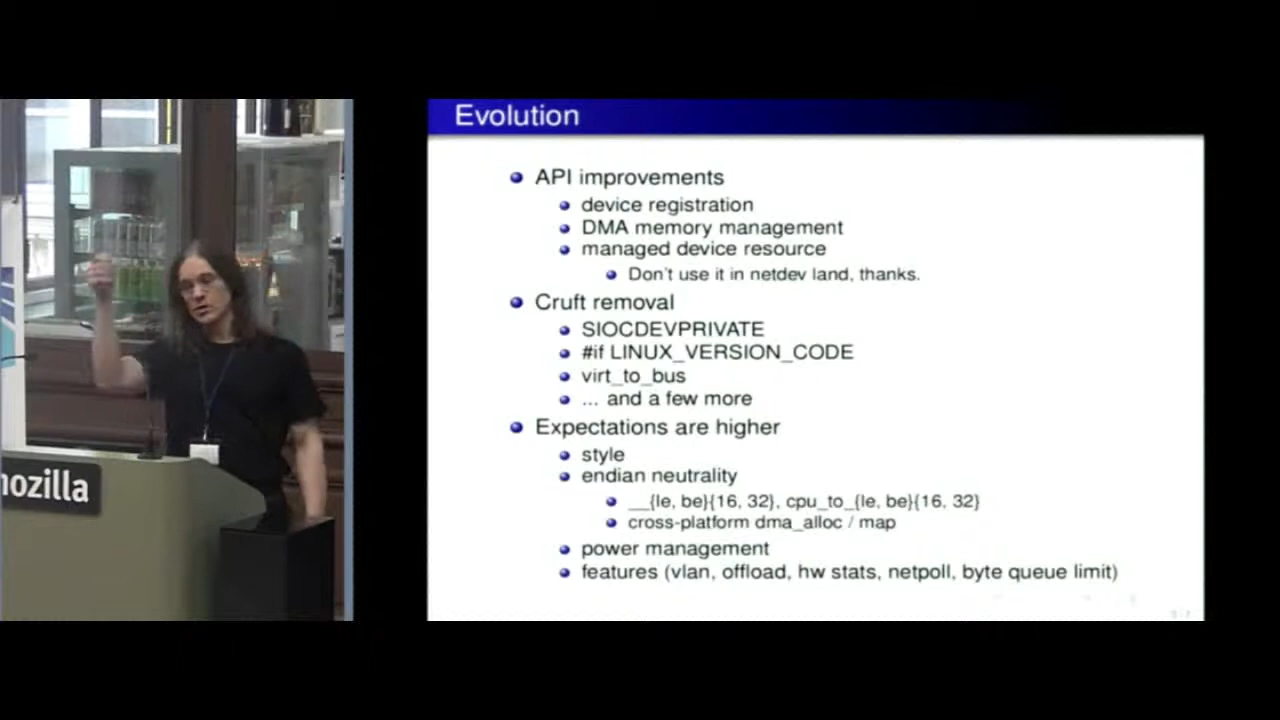 Evolution
API improvements
device registration
DMA memory management
managed device resource
Don't use it in netdev land, thanks.
Cruft removal
SIOCDEVPRIVATE
#if LINUX_VERSION_CODE
virt_to_bus
... and a few more
Expectations are higher
style
endian neutrality
__{le, be}{16, 32}, cpu_to_{le, be}{16, 32}
cross-platform dma_alloc / map
power management
features (vlan, offload, hw stats, netpoll, byte queue limit)
mozilla